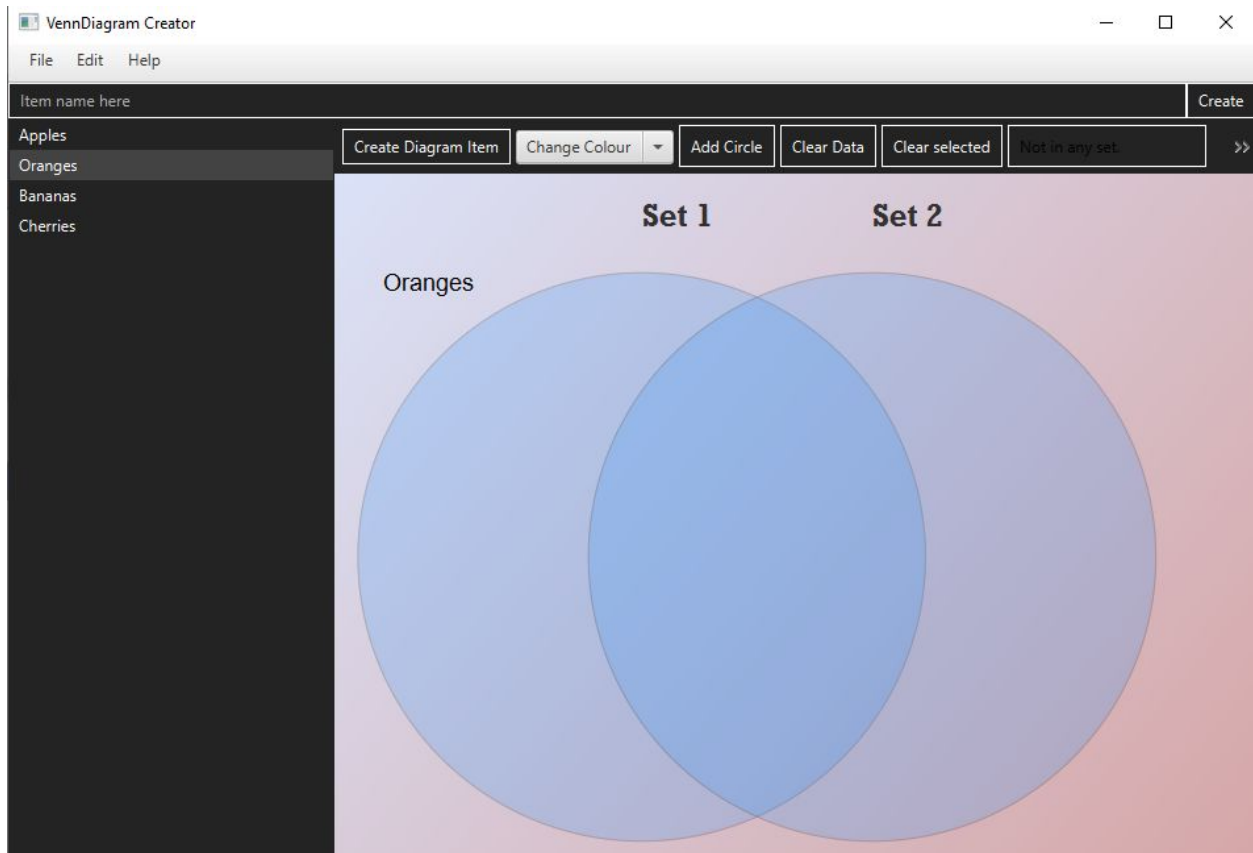 VennDiagram Creator
File Edit Help
Item name here Create
Apples
Oranges
Bananas
Cherries
Create Diagram Item Change Colour Add Circle Clear Data Clear selected Not in any set. >>
Set 1 Set 2
Oranges